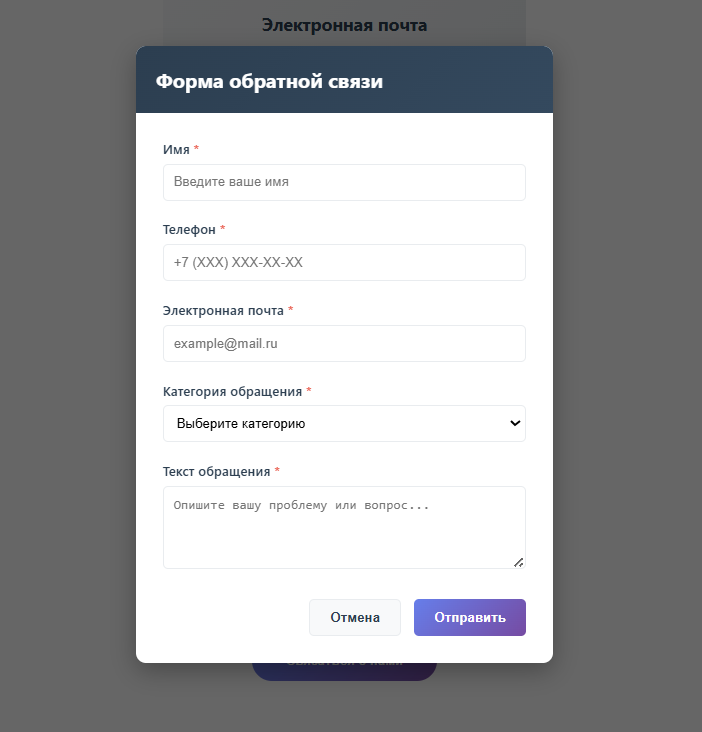 Электронная почта
Форма обратной связи
Имя *
Введите ваше имя
Телефон *
+7 (XXX) XXX-XX-XX
Электронная почта *
example@mail.ru
Категория обращения *
Выберите категорию
Текст обращения *
Опишите вашу проблему или вопрос...
Отмена
Отправить